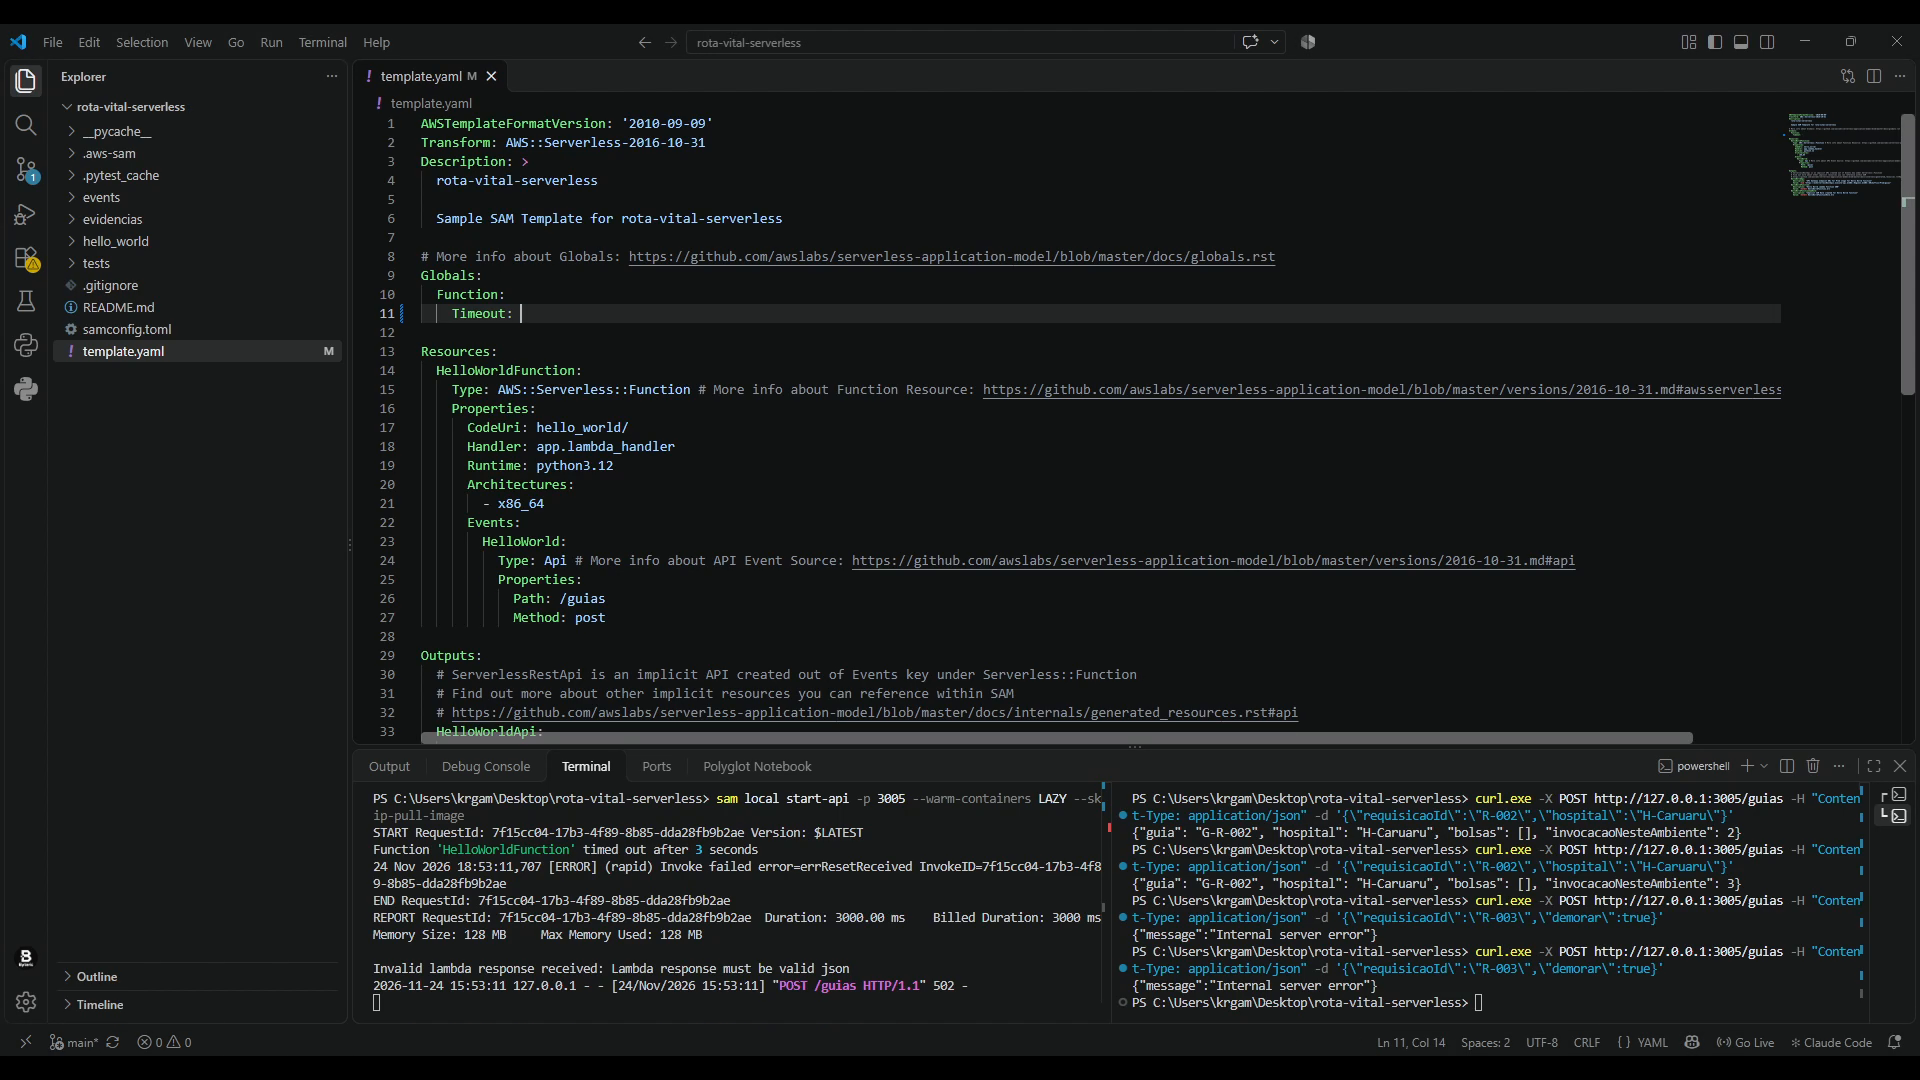 File Edit Selection View Go Run Terminal Help
rota-vital-serverless
Explorer
rota-vital-serverless
__pycache__
.aws-sam
.pytest_cache
events
evidencias
hello_world
tests
.gitignore
README.md
samconfig.toml
template.yaml M
Outline
Timeline
1
template.yaml M
template.yaml
1 AWSTemplateFormatVersion: '2010-09-09'
2 Transform: AWS::Serverless-2016-10-31
3 Description: >
4 rota-vital-serverless
5
6 Sample SAM Template for rota-vital-serverless
7
8 # More info about Globals: https://github.com/awslabs/serverless-application-model/blob/master/docs/globals.rst
9 Globals:
10 Function:
11 Timeout:
12
13 Resources:
14 HelloWorldFunction:
15 Type: AWS::Serverless::Function # More info about Function Resource: https://github.com/awslabs/serverless-application-model/blob/master/versions/2016-10-31.md#awsserverless
16 Properties:
17 CodeUri: hello_world/
18 Handler: app.lambda_handler
19 Runtime: python3.12
20 Architectures:
21 - x86_64
22 Events:
23 HelloWorld:
24 Type: Api # More info about API Event Source: https://github.com/awslabs/serverless-application-model/blob/master/versions/2016-10-31.md#api
25 Properties:
26 Path: /guias
27 Method: post
28
29 Outputs:
30 # ServerlessRestApi is an implicit API created out of Events key under Serverless::Function
31 # Find out more about other implicit resources you can reference within SAM
32 # https://github.com/awslabs/serverless-application-model/blob/master/docs/internals/generated_resources.rst#api
33 HelloWorldApi:
Output Debug Console Terminal Ports Polyglot Notebook
powershell
PS C:\Users\krgam\Desktop\rota-vital-serverless> sam local start-api -p 3005 --warm-containers LAZY --sk
ip-pull-image
START RequestId: 7f15cc04-17b3-4f89-8b85-dda28fb9b2ae Version: $LATEST
Function 'HelloWorldFunction' timed out after 3 seconds
24 Nov 2026 18:53:11,707 [ERROR] (rapid) Invoke failed error=errResetReceived InvokeID=7f15cc04-17b3-4f8
9-8b85-dda28fb9b2ae
END RequestId: 7f15cc04-17b3-4f89-8b85-dda28fb9b2ae
REPORT RequestId: 7f15cc04-17b3-4f89-8b85-dda28fb9b2ae Duration: 3000.00 ms Billed Duration: 3000 ms
Memory Size: 128 MB Max Memory Used: 128 MB
Invalid lambda response received: Lambda response must be valid json
2026-11-24 15:53:11 127.0.0.1 - - [24/Nov/2026 15:53:11] "POST /guias HTTP/1.1" 502 -
PS C:\Users\krgam\Desktop\rota-vital-serverless> curl.exe -X POST http://127.0.0.1:3005/guias -H "Conten
t-Type: application/json" -d '{\"requisicaoId\":\"R-002\",\"hospital\":\"H-Caruaru\"}'
{"guia": "G-R-002", "hospital": "H-Caruaru", "bolsas": [], "invocacaoNesteAmbiente": 2}
PS C:\Users\krgam\Desktop\rota-vital-serverless> curl.exe -X POST http://127.0.0.1:3005/guias -H "Conten
t-Type: application/json" -d '{\"requisicaoId\":\"R-002\",\"hospital\":\"H-Caruaru\"}'
{"guia": "G-R-002", "hospital": "H-Caruaru", "bolsas": [], "invocacaoNesteAmbiente": 3}
PS C:\Users\krgam\Desktop\rota-vital-serverless> curl.exe -X POST http://127.0.0.1:3005/guias -H "Conten
t-Type: application/json" -d '{\"requisicaoId\":\"R-003\",\"demorar\":true}'
{"message":"Internal server error"}
PS C:\Users\krgam\Desktop\rota-vital-serverless> curl.exe -X POST http://127.0.0.1:3005/guias -H "Conten
t-Type: application/json" -d '{\"requisicaoId\":\"R-003\",\"demorar\":true}'
{"message":"Internal server error"}
PS C:\Users\krgam\Desktop\rota-vital-serverless>
main* 0 0 Ln 11, Col 14 Spaces: 2 UTF-8 CRLF { } YAML Go Live Claude Code